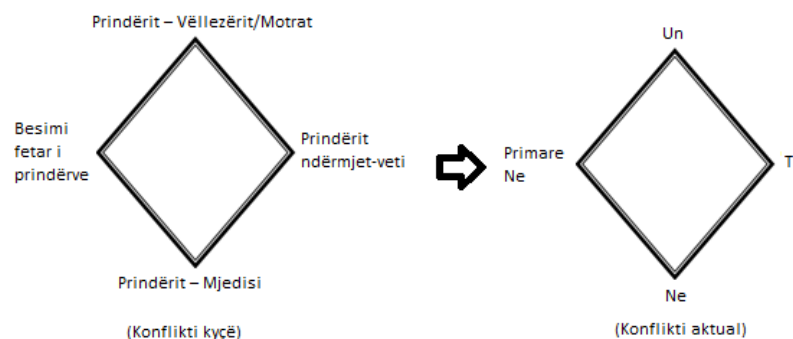 Prindërit – Vëllezërit/Motrat
Besimi
fetar i
prindërve
Prindërit
ndërmjet-veti
Prindërit – Mjedisi
(Konflikti kyçë)
Un
Primare
Ne
T
Ne
(Konflikti aktual)